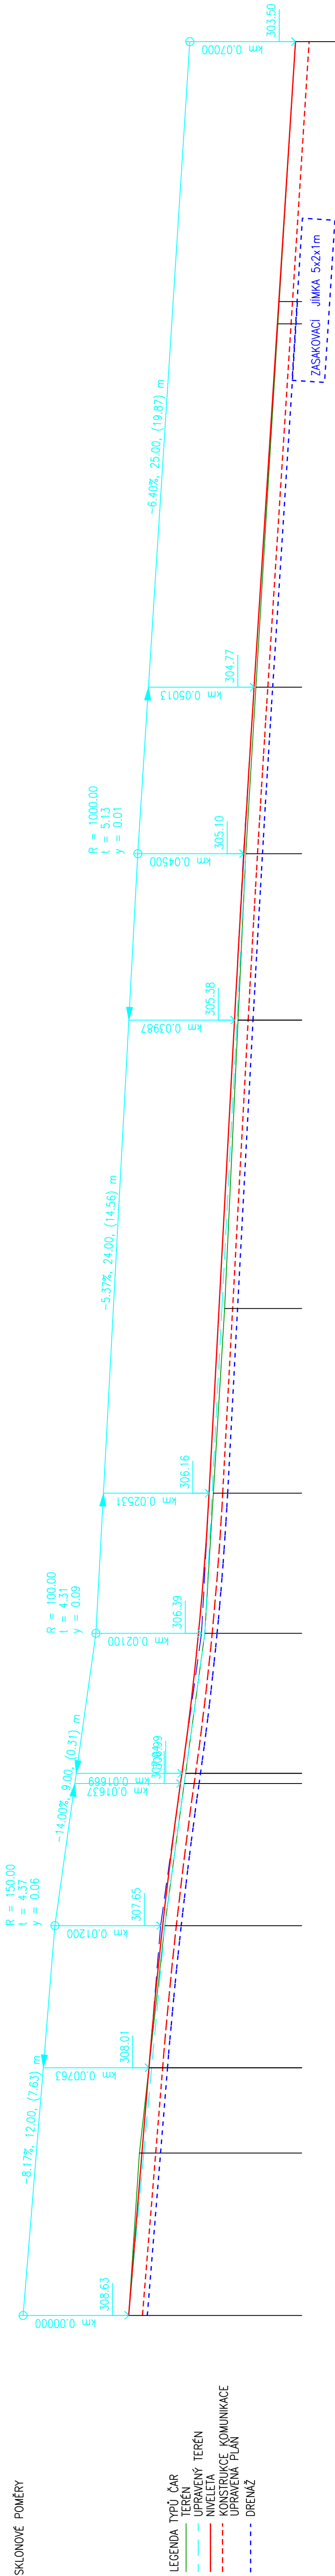 SKLONOVÉ POMĚRY
LEGENDA TYPŮ ČAR
TERÉN
UPRAVENÝ TERÉN
NIVELETA
KONSTRUKCE KOMUNIKACE
UPRAVENÁ PLÁŇ
DRENÁŽ
km 0.00000
308.63
-8.17%, 12.00, (7.63) m
km 0.00763
308.01
R = 150.00
t = 4.37
y = 0.06
km 0.01200
307.65
-14.00%, 9.00, (0.31) m
km 0.01637
km 0.01669
306.99
R = 100.00
t = 4.31
y = 0.09
km 0.02100
306.39
km 0.02531
306.16
-5.37%, 24.00, (14.56) m
km 0.03987
305.38
R = 1000.00
t = 5.13
y = 0.01
km 0.04500
305.10
km 0.05013
304.77
-6.40%, 25.00, (19.87) m
ZASAKOVACÍ JÍMKA 5x2x1m
km 0.07000
303.50